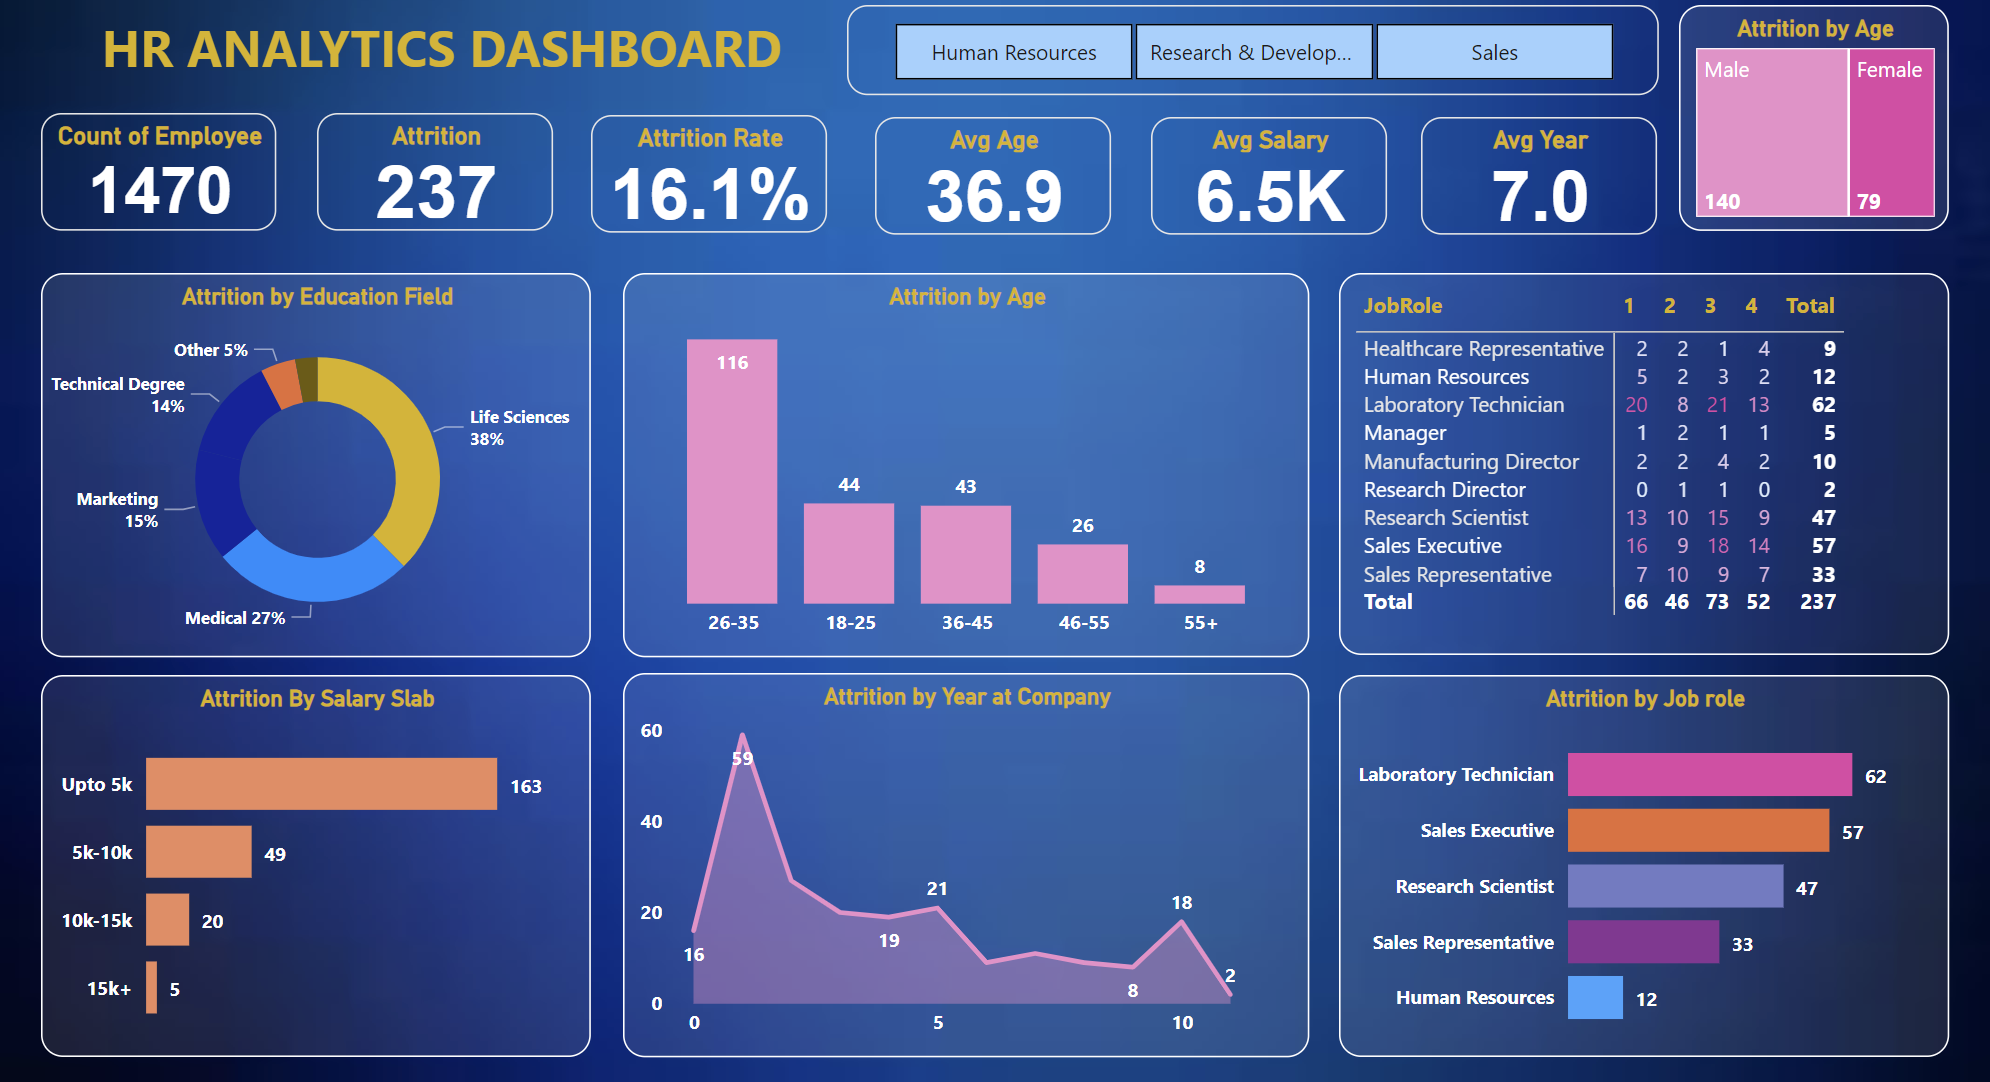 HR ANALYTICS DASHBOARD
Human Resources
Research & Develop...
Sales
Attrition by Age
Male
Female
140
79
Count of Employee
1470
Attrition
237
Attrition Rate
16.1%
Avg Age
36.9
Avg Salary
6.5K
Avg Year
7.0
Attrition by Education Field
Other 5%
Technical Degree
14%
Life Sciences
38%
Marketing
15%
Medical 27%
Attrition by Age
116
44
43
26
8
26-35
18-25
36-45
46-55
55+
JobRole 1 2 3 4 Total
Healthcare Representative 2 2 1 4 9
Human Resources 5 2 3 2 12
Laboratory Technician 20 8 21 13 62
Manager 1 2 1 1 5
Manufacturing Director 2 2 4 2 10
Research Director 0 1 1 0 2
Research Scientist 13 10 15 9 47
Sales Executive 16 9 18 14 57
Sales Representative 7 10 9 7 33
Total 66 46 73 52 237
Attrition By Salary Slab
Upto 5k 163
5k-10k 49
10k-15k 20
15k+ 5
Attrition by Year at Company
60
59
40
21
18
20
19
16
8
2
0
0
5
10
Attrition by Job role
Laboratory Technician 62
Sales Executive 57
Research Scientist 47
Sales Representative 33
Human Resources 12